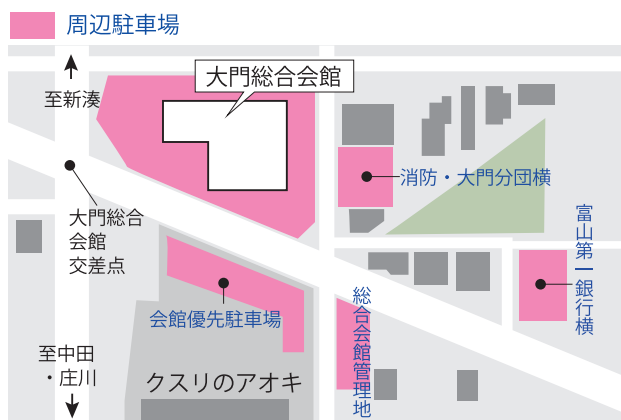 周辺駐車場
大門総合会館
至新湊
消防・大門分団横
大門総合
会館
交差点
富山第一銀行横
会館優先駐車場
総合会館管理地
至中田
・庄川
クスリのアオキ